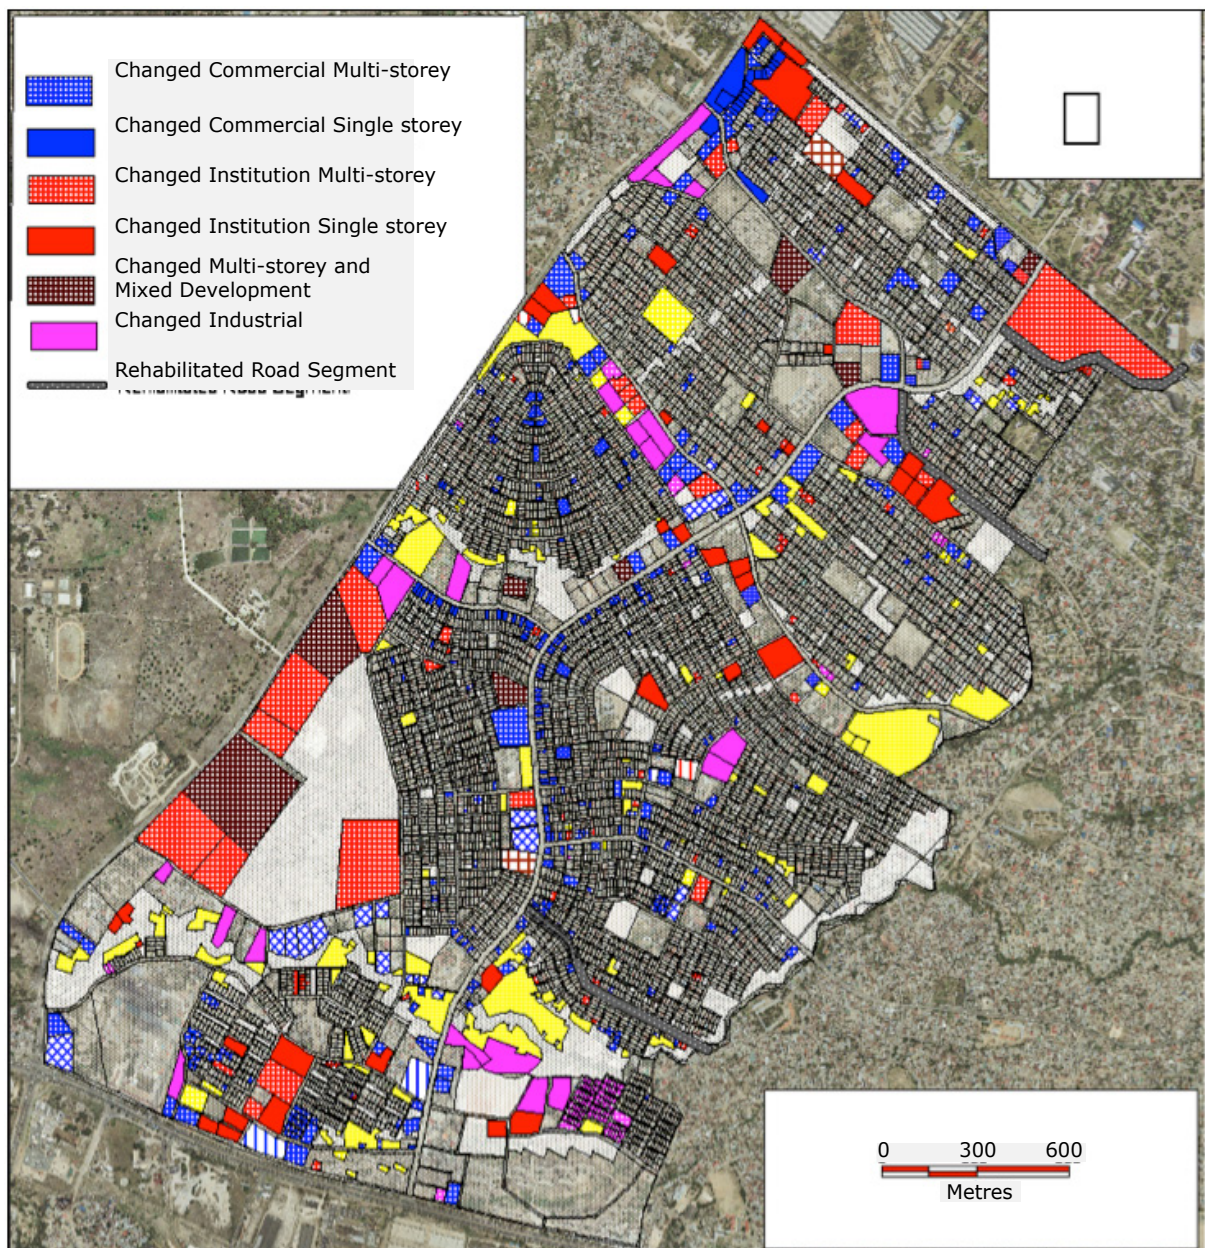 Changed Commercial Multi-storey
Changed Commercial Single storey
Changed Institution Multi-storey
Changed Institution Single storey
Changed Multi-storey and
Mixed Development
Changed Industrial
Rehabilitated Road Segment
0 300 600
Metres